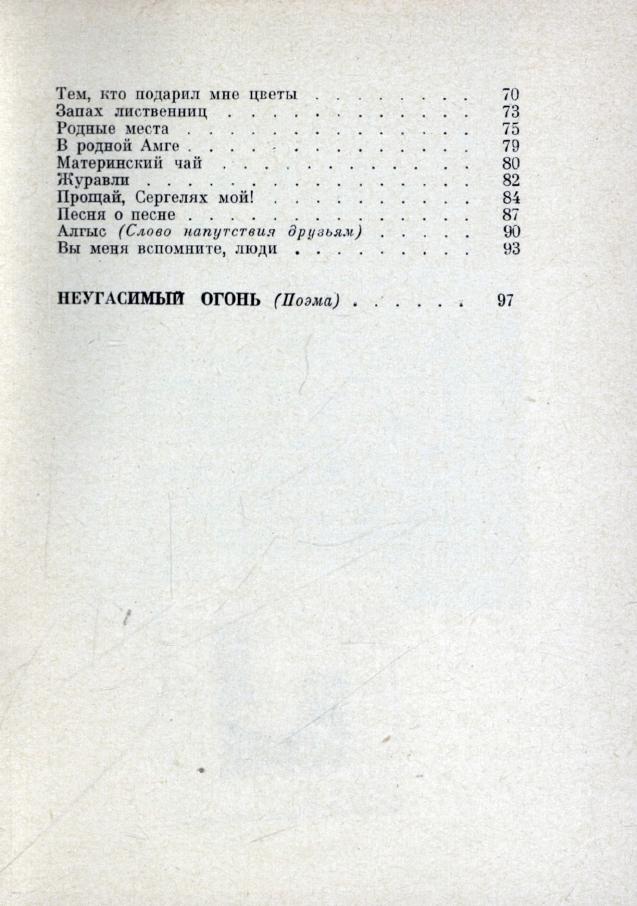 Тем, кто подарил мне цветы . . . . . . . . 70
Запах лиственниц . . . . . . . . . . . 73
Родные места . . . . . . . . . . . . . 75
В родной Амге . . . . . . . . . . . . . 79
Материнский чай . . . . . . . . . . . 80
Журавли . . . . . . . . . . . . . . . 82
Прощай, Сергелях мой! . . . . . . . . . . 84
Песня о песне . . . . . . . . . . . . . 87
Алгыс (Слово напутствия друзьям) . . . . . 90
Вы меня вспомните, люди . . . . . . . . . 93
НЕУГАСИМЫЙ ОГОНЬ (Поэма) . . . . . . 97